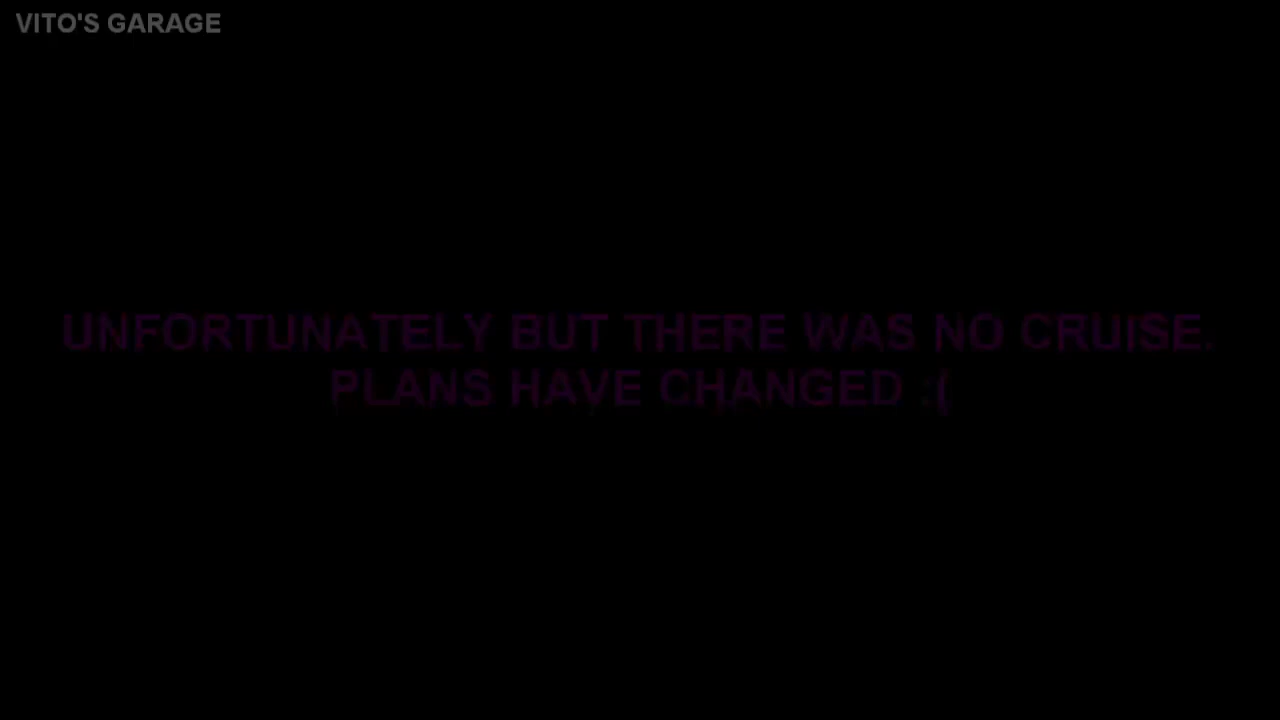 VITO'S GARAGE
UNFORTUNATELY BUT THERE WAS NO CRUISE.
PLANS HAVE CHANGED :(